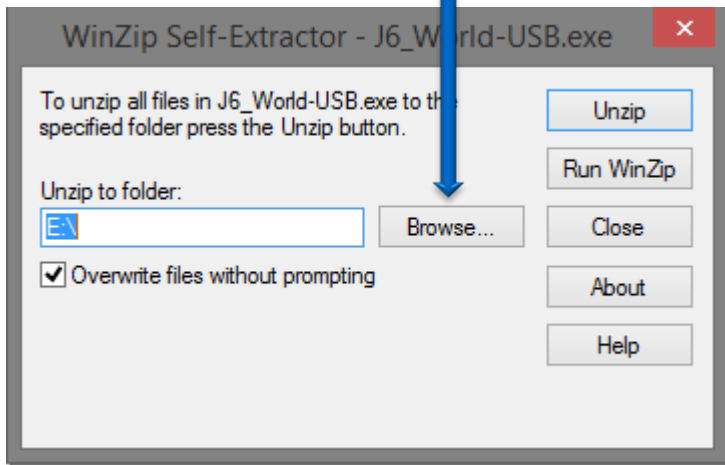 WinZip Self-Extractor - J6_World-USB.exe
To unzip all files in J6_World-USB.exe to the
specified folder press the Unzip button.
Unzip to folder:
E:\
Browse...
Overwrite files without prompting
Unzip
Run WinZip
Close
About
Help